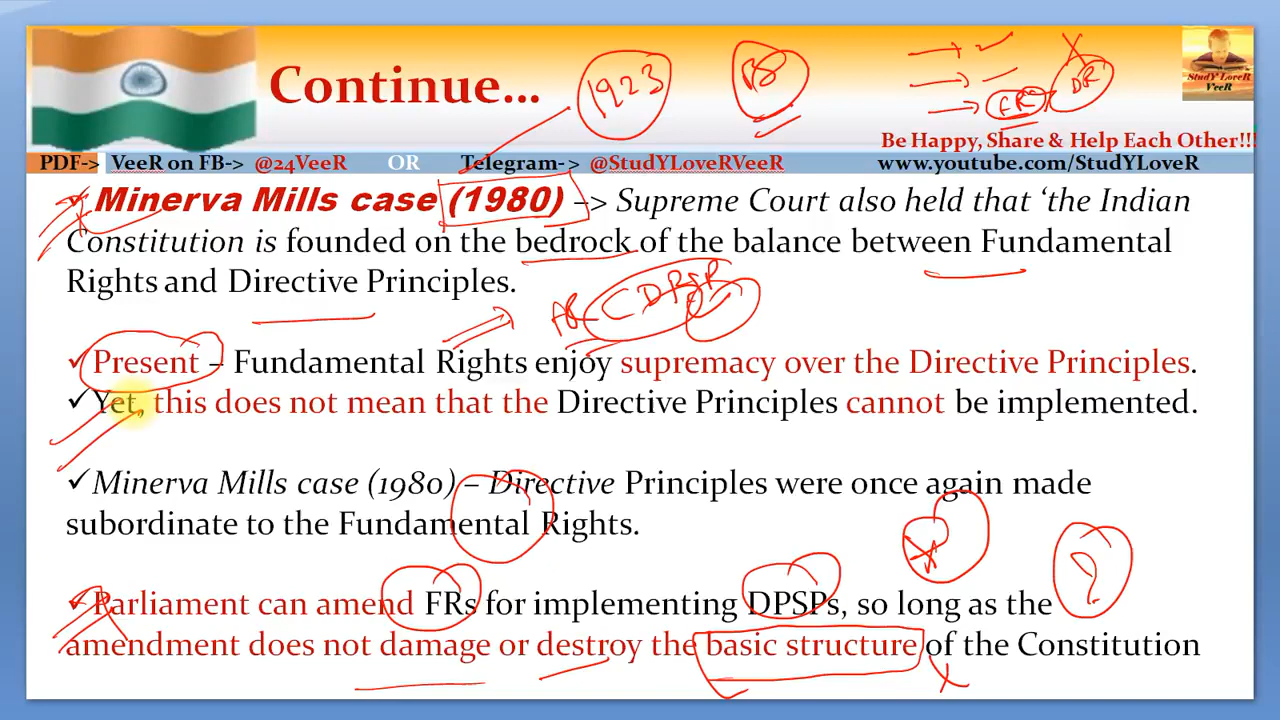 Continue...
1923
BS
FR
DR
StudY LoveR
VeeR
Be Happy, Share & Help Each Other!!!
PDF-> VeeR on FB-> @24VeeR OR Telegram-> @StudYLoveRVeeR www.youtube.com/StudYLoveR
✓ Minerva Mills case (1980) –> Supreme Court also held that ‘the Indian
Constitution is founded on the bedrock of the balance between Fundamental
Rights and Directive Principles.
✓ Present – Fundamental Rights enjoy supremacy over the Directive Principles.
✓ Yet, this does not mean that the Directive Principles cannot be implemented.
✓ Minerva Mills case (1980) – Directive Principles were once again made
subordinate to the Fundamental Rights.
✓ Parliament can amend FRs for implementing DPSPs, so long as the
amendment does not damage or destroy the basic structure of the Constitution
?